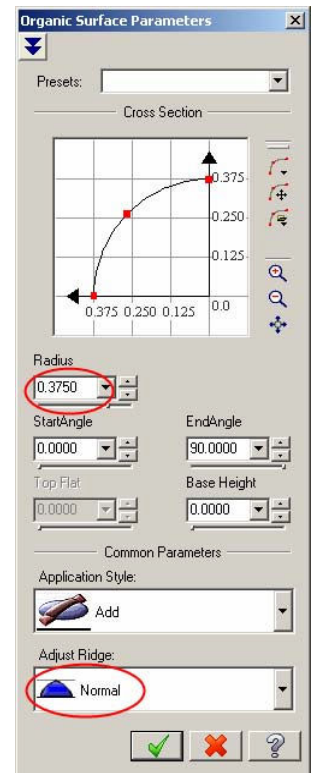 Organic Surface Parameters
Presets:
Cross Section
0.375
0.250
0.125
0.375 0.250 0.125 0.0
Radius
0.3750
StartAngle EndAngle
0.0000 90.0000
Top Flat Base Height
0.0000 0.0000
Common Parameters
Application Style:
Add
Adjust Ridge:
Normal